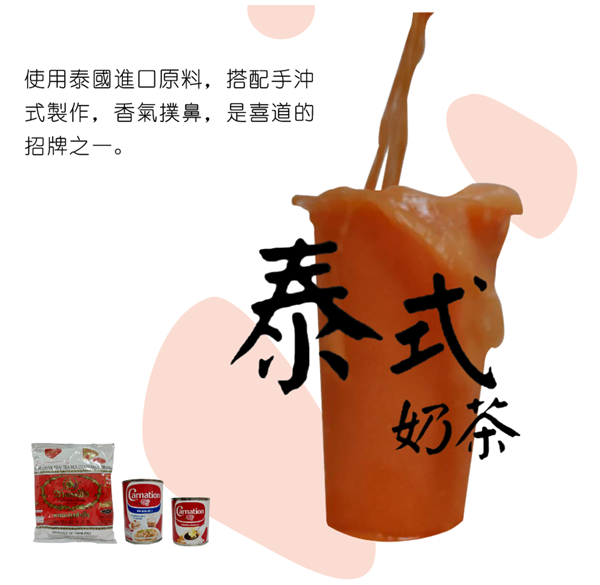 使用泰國進口原料，搭配手沖
式製作，香氣撲鼻，是喜道的
招牌之一。
泰式
奶茶
Carnation
Carnation